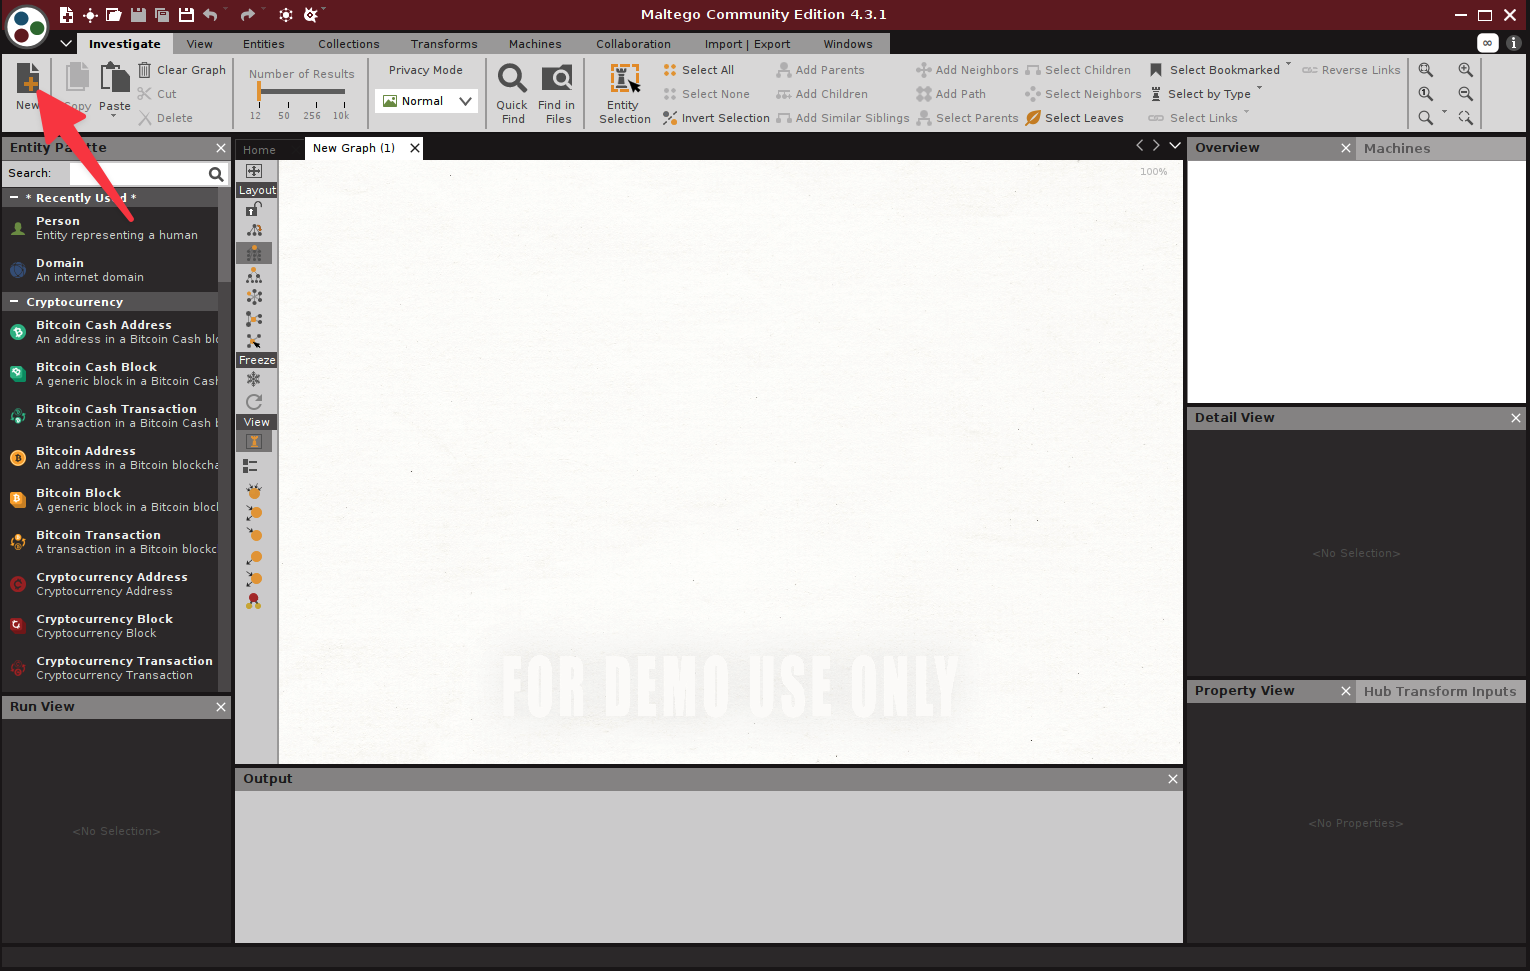 Maltego Community Edition 4.3.1
Investigate View Entities Collections Transforms Machines Collaboration Import | Export Windows
New
Copy
Paste
Clear Graph
Cut
Delete
Number of Results
12 50 256 10k
Privacy Mode
Normal
Quick
Find
Find in
Files
Entity
Selection
Select All
Select None
Invert Selection
Add Parents
Add Children
Add Similar Siblings
Add Neighbors
Add Path
Select Parents
Select Children
Select Neighbors
Select Leaves
Select Bookmarked
Select by Type
Select Links
Reverse Links
Entity Palette
Search:
* Recently Used *
Person
Entity representing a human
Domain
An internet domain
Cryptocurrency
Bitcoin Cash Address
An address in a Bitcoin Cash blo
Bitcoin Cash Block
A generic block in a Bitcoin Cash
Bitcoin Cash Transaction
A transaction in a Bitcoin Cash b
Bitcoin Address
An address in a Bitcoin blockcha
Bitcoin Block
A generic block in a Bitcoin bloc
Bitcoin Transaction
A transaction in a Bitcoin blockc
Cryptocurrency Address
Cryptocurrency Address
Cryptocurrency Block
Cryptocurrency Block
Cryptocurrency Transaction
Cryptocurrency Transaction
Run View
<No Selection>
Home
New Graph (1)
Layout
Freeze
View
100%
FOR DEMO USE ONLY
Output
Overview
Machines
Detail View
<No Selection>
Property View
Hub Transform Inputs
<No Properties>